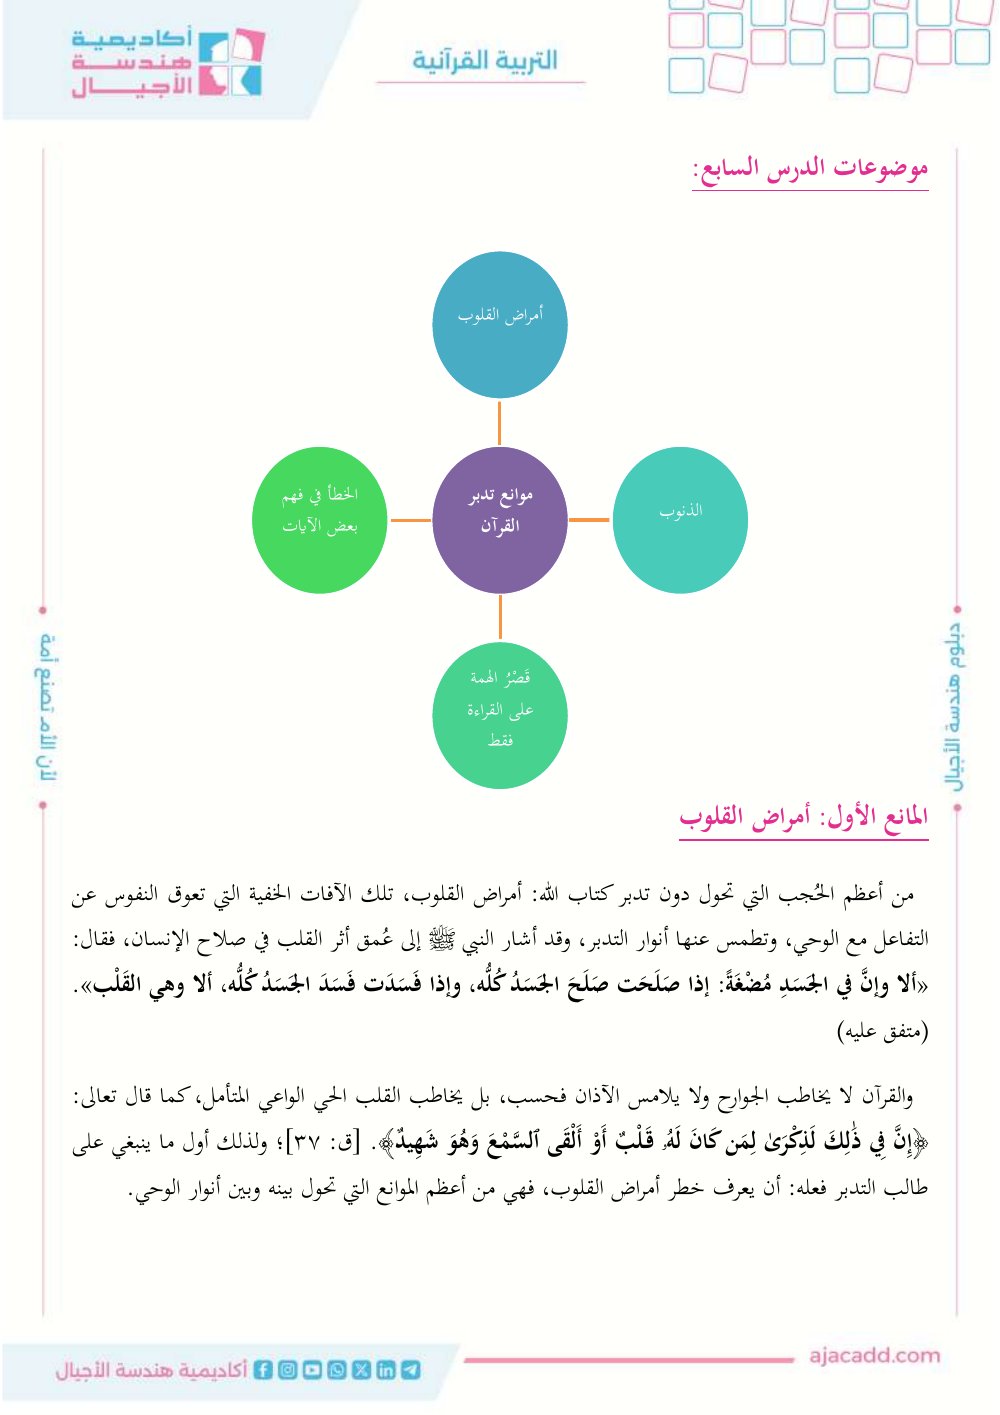 أكاديمية
هندسة
الأجيال
التربية القرآنية
موضوعات الدرس السابع:
أمراض القلوب
الذنوب
موانع تدبر
القرآن
الخطأ في فهم
بعض الآيات
قَصْرُ الهمة
على القراءة
فقط
المانع الأول: أمراض القلوب
من أعظم الحُجب التي تحول دون تدبر كتاب الله: أمراض القلوب، تلك الآفات الخفية التي تعوق النفوس عن
التفاعل مع الوحي، وتطمس عنها أنوار التدبر، وقد أشار النبي ﷺ إلى عُمق أثر القلب في صلاح الإنسان، فقال:
«ألا وإنَّ في الجَسَدِ مُضْغَةً: إذا صَلَحَت صَلَحَ الجَسَدُ كُلُّه، وإذا فَسَدَت فَسَدَ الجَسَدُ كُلُّه، ألا وهي القَلْب».
(متفق عليه)
والقرآن لا يخاطب الجوارح ولا يلامس الآذان فحسب، بل يخاطب القلب الحي الواعي المتأمل، كما قال تعالى:
﴿إِنَّ فِي ذَٰلِكَ لَذِكْرَىٰ لِمَن كَانَ لَهُۥ قَلْبٌ أَوْ أَلْقَى ٱلسَّمْعَ وَهُوَ شَهِيدٌ﴾. [ق: ٣٧]؛ ولذلك أول ما ينبغي على
طالب التدبر فعله: أن يعرف خطر أمراض القلوب، فهي من أعظم الموانع التي تحول بينه وبين أنوار الوحي.
دبلوم هندسة الأجيال
لأن الأم تصنع أمة
أكاديمية هندسة الأجيال
ajacadd.com